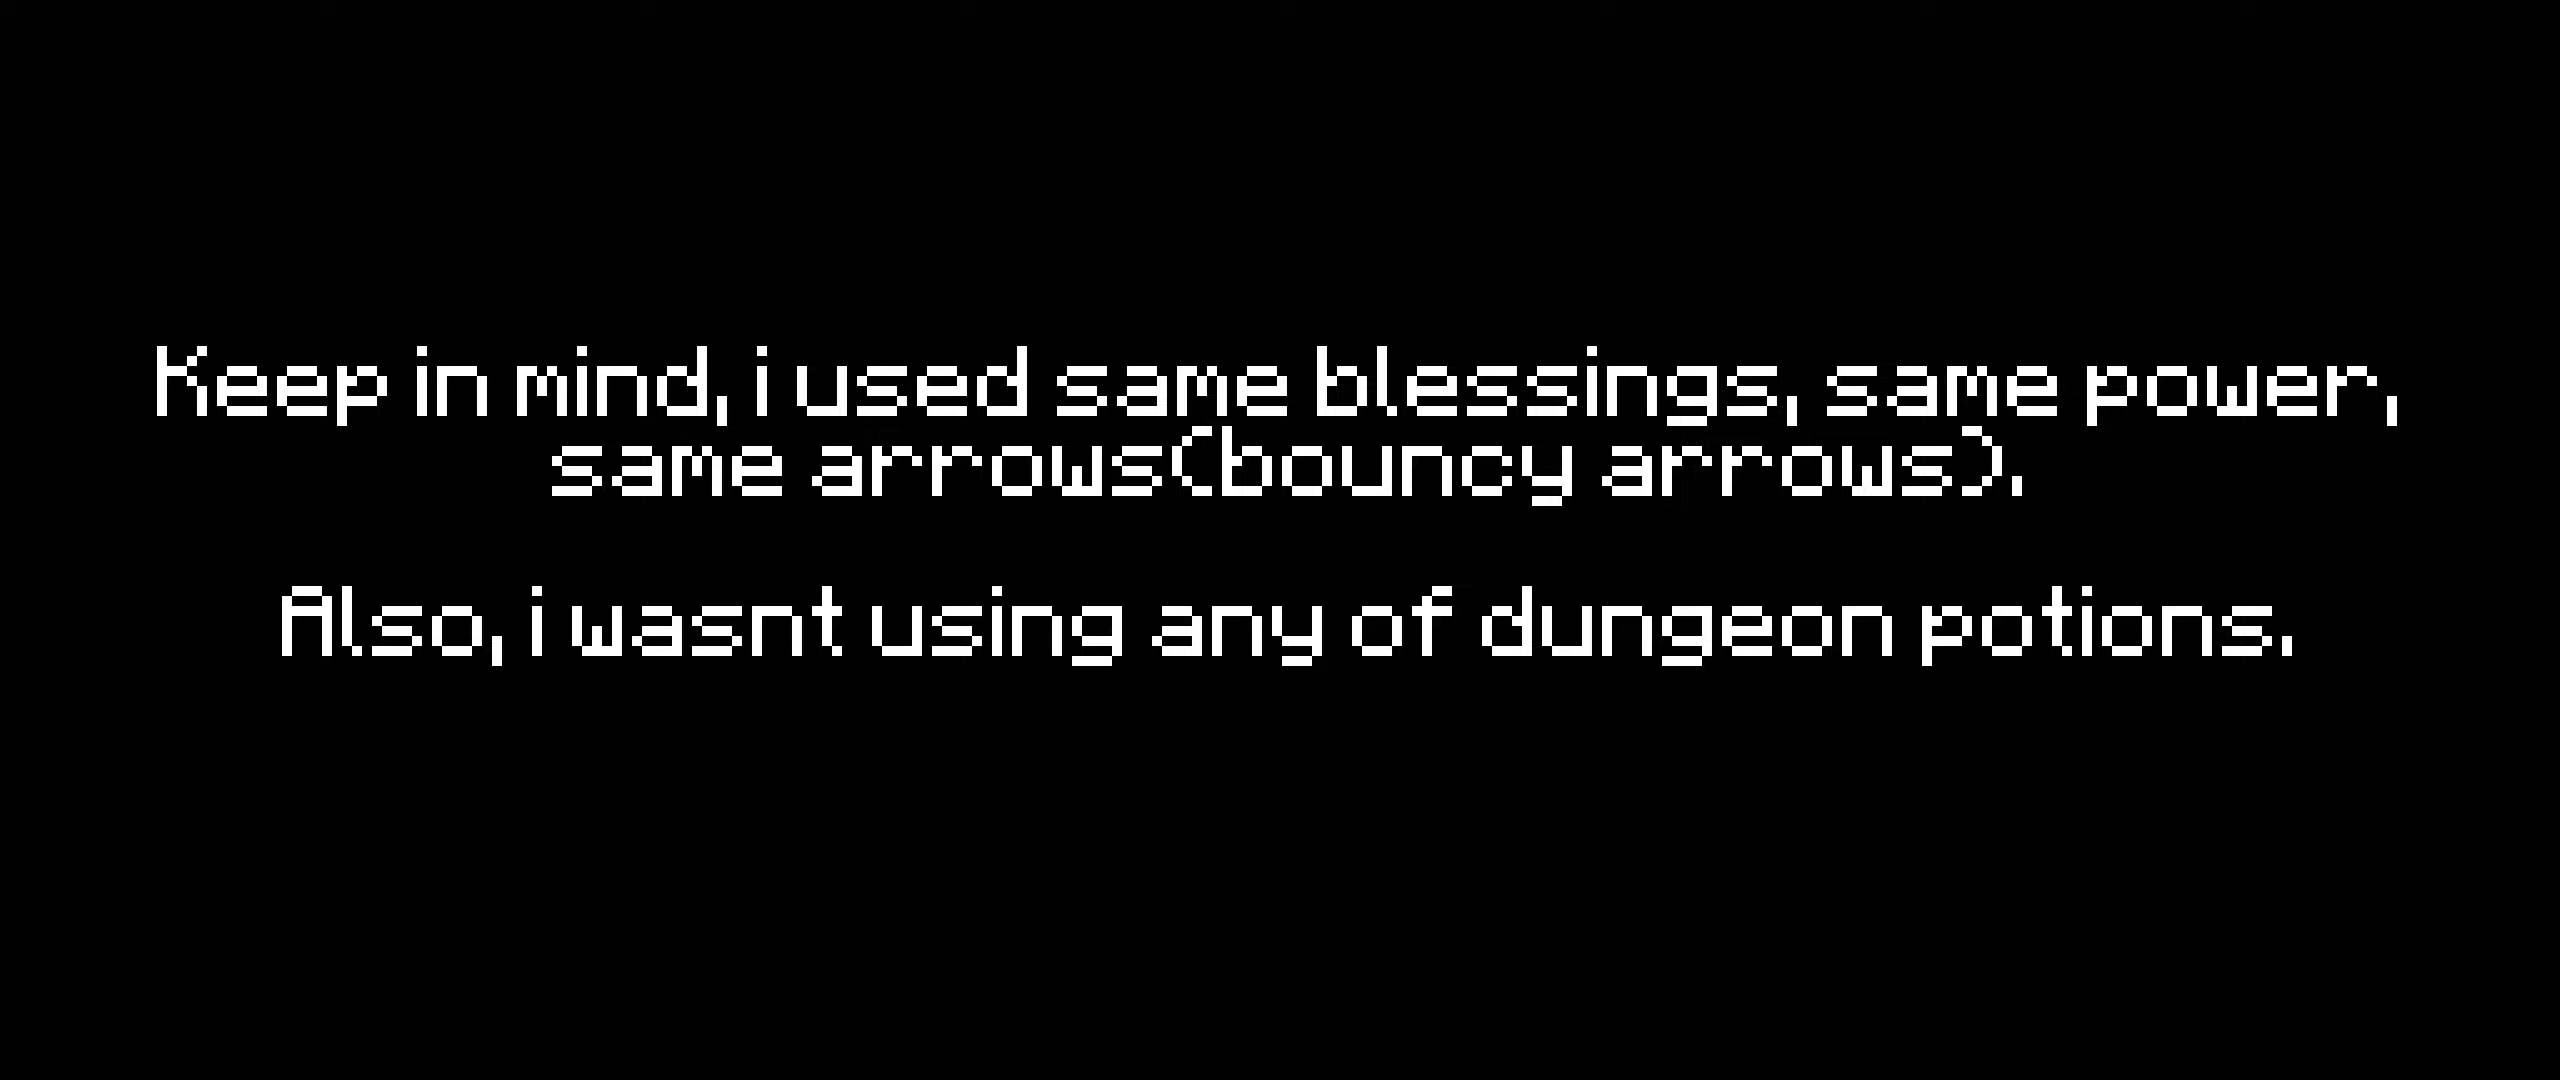 Keep in mind, i used same blessings, same power,
same arrows(bouncy arrows).
Also, i wasnt using any of dungeon potions.